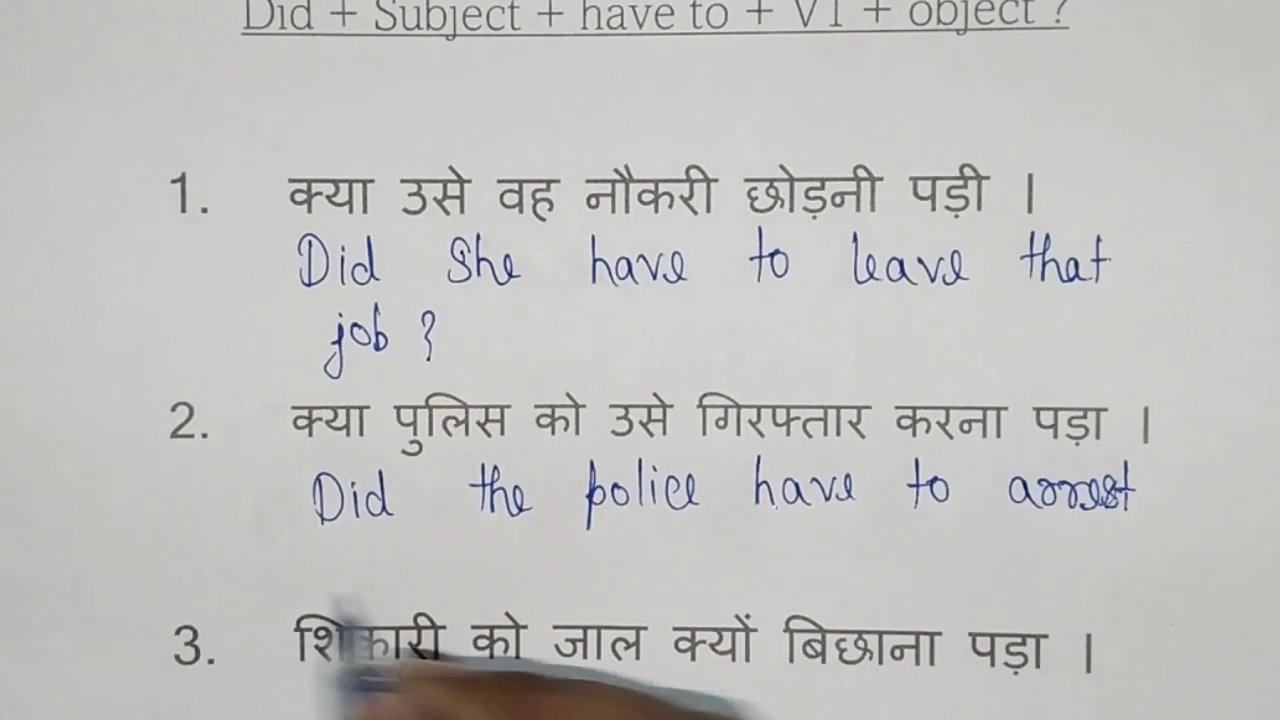 Did + Subject + have to + V1 + object ?
1. क्या उसे वह नौकरी छोड़नी पड़ी ।
Did she have to leave that
job ?
2. क्या पुलिस को उसे गिरफ्तार करना पड़ा ।
Did the police have to arrest
3. शिकारी को जाल क्यों बिछाना पड़ा ।